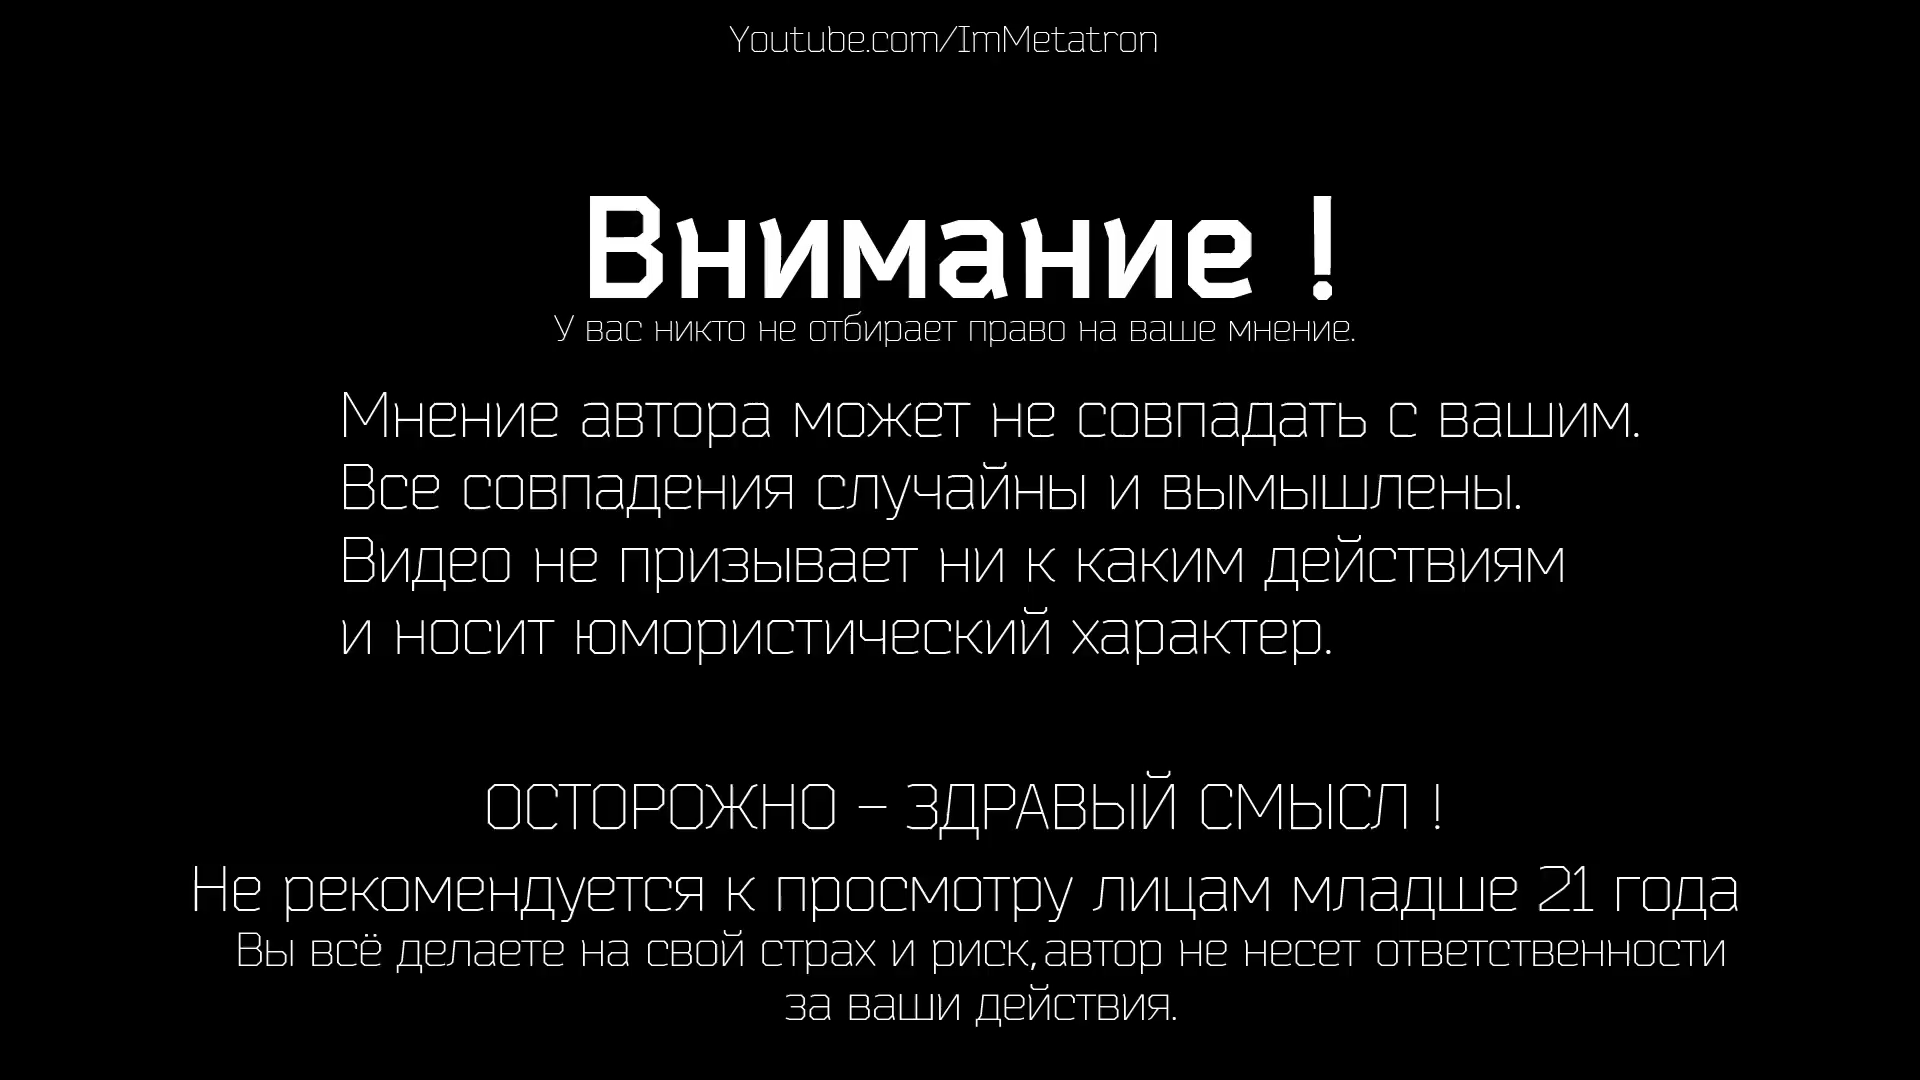 Youtube.com/ImMetatron
Внимание !
У вас никто не отбирает право на ваше мнение.
Мнение автора может не совпадать с вашим.
Все совпадения случайны и вымышлены.
Видео не призывает ни к каким действиям
и носит юмористический характер.
ОСТОРОЖНО – ЗДРАВЫЙ СМЫСЛ !
Не рекомендуется к просмотру лицам младше 21 года
Вы всё делаете на свой страх и риск,автор не несет ответственности
за ваши действия.